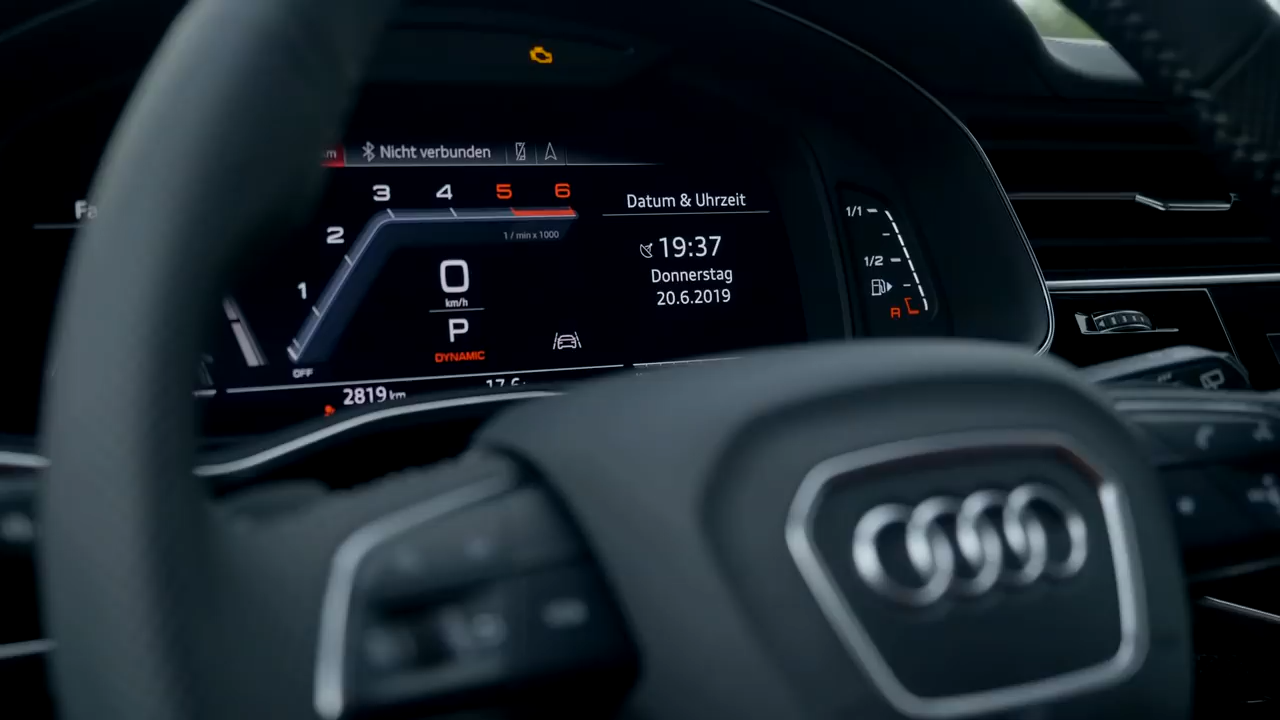 Nicht verbunden
3 4 5 6
2
1
1 / min x 1000
0
km/h
P
DYNAMIC
OFF
2819 km
Datum & Uhrzeit
19:37
Donnerstag
20.6.2019
1/1
1/2
R